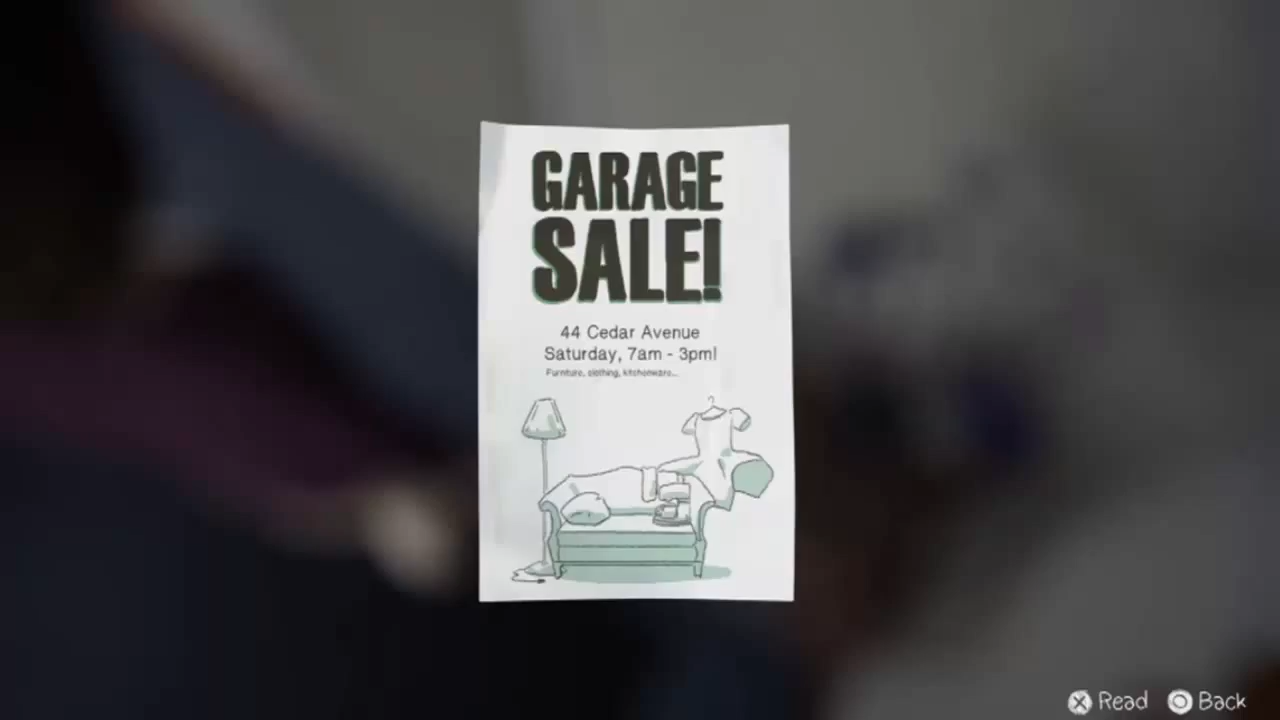 GARAGE
SALE!
44 Cedar Avenue
Saturday, 7am - 3pm!
Furniture, clothing, kitchenware...
Read Back